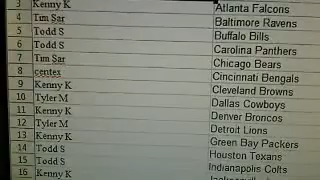 3 Kenny K Atlanta Falcons
4 Tim Sar Baltimore Ravens
5 Todd S Buffalo Bills
6 Todd S Carolina Panthers
7 Tim Sar Chicago Bears
8 centex Cincinnati Bengals
9 Kenny K Cleveland Browns
10 Tyler M Dallas Cowboys
11 Kenny K Denver Broncos
12 Tyler M Detroit Lions
13 Kenny K Green Bay Packers
14 Todd S Houston Texans
15 Todd S Indianapolis Colts
16 Kenny K